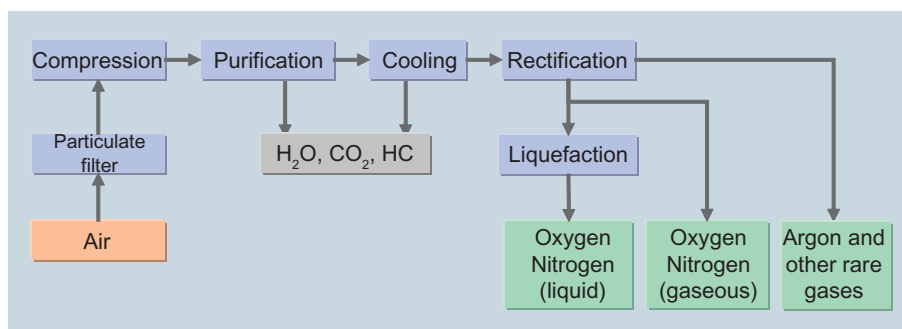 Compression
Purification
Cooling
Rectification
Particulate
filter
H₂O, CO₂, HC
Liquefaction
Air
Oxygen
Nitrogen
(liquid)
Oxygen
Nitrogen
(gaseous)
Argon and
other rare
gases